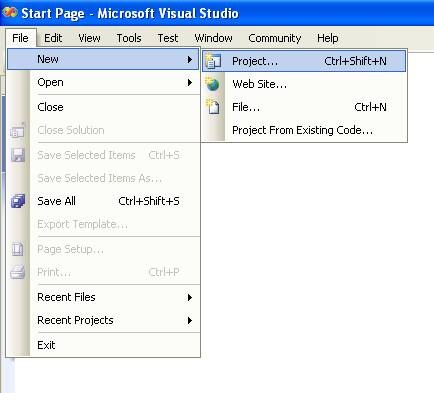 Start Page - Microsoft Visual Studio
File Edit View Tools Test Window Community Help
New
Project... Ctrl+Shift+N
Open
Web Site...
Close
File... Ctrl+N
Close Solution
Project From Existing Code...
Save Selected Items Ctrl+S
Save Selected Items As...
Save All Ctrl+Shift+S
Export Template...
Page Setup...
Print... Ctrl+P
Recent Files
Recent Projects
Exit